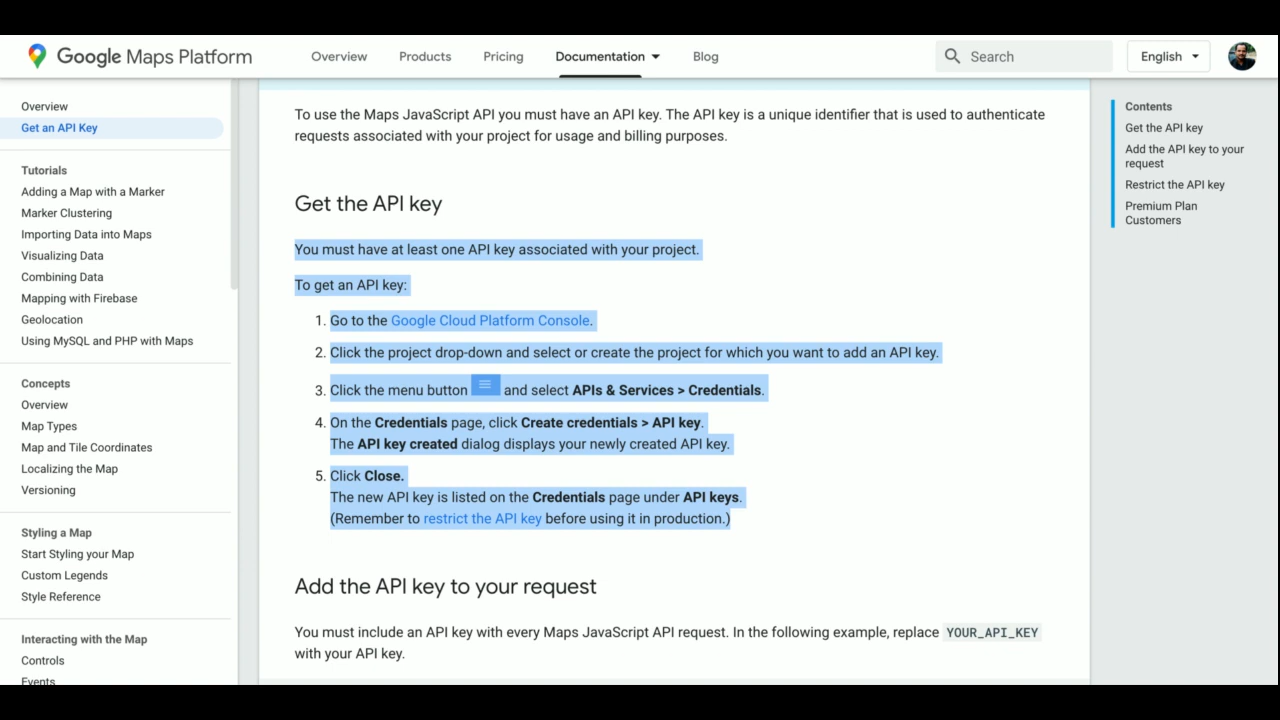 Google Maps Platform
Overview
Products
Pricing
Documentation
Blog
Search
English
Overview
Get an API Key
Tutorials
Adding a Map with a Marker
Marker Clustering
Importing Data into Maps
Visualizing Data
Combining Data
Mapping with Firebase
Geolocation
Using MySQL and PHP with Maps
Concepts
Overview
Map Types
Map and Tile Coordinates
Localizing the Map
Versioning
Styling a Map
Start Styling your Map
Custom Legends
Style Reference
Interacting with the Map
Controls
Events
To use the Maps JavaScript API you must have an API key. The API key is a unique identifier that is used to authenticate
requests associated with your project for usage and billing purposes.
Get the API key
You must have at least one API key associated with your project.
To get an API key:
1. Go to the Google Cloud Platform Console.
2. Click the project drop-down and select or create the project for which you want to add an API key.
3. Click the menu button and select APIs & Services > Credentials.
4. On the Credentials page, click Create credentials > API key.
The API key created dialog displays your newly created API key.
5. Click Close.
The new API key is listed on the Credentials page under API keys.
(Remember to restrict the API key before using it in production.)
Add the API key to your request
You must include an API key with every Maps JavaScript API request. In the following example, replace YOUR_API_KEY
with your API key.
Contents
Get the API key
Add the API key to your
request
Restrict the API key
Premium Plan
Customers